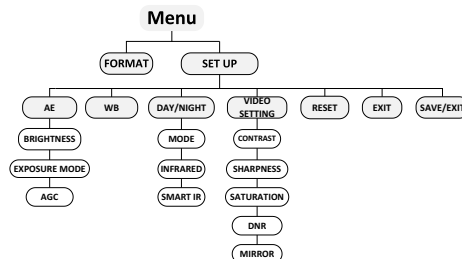 Menu
FORMAT
SET UP
AE
WB
DAY/NIGHT
VIDEO
SETTING
RESET
EXIT
SAVE/EXIT
BRIGHTNESS
MODE
CONTRAST
EXPOSURE MODE
INFRARED
SHARPNESS
AGC
SMART IR
SATURATION
DNR
MIRROR